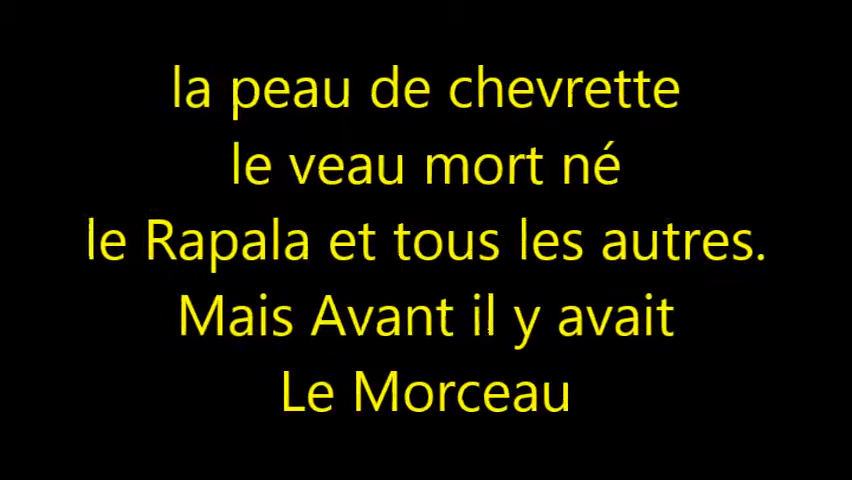 la peau de chevrette
le veau mort né
le Rapala et tous les autres.
Mais Avant il y avait
Le Morceau